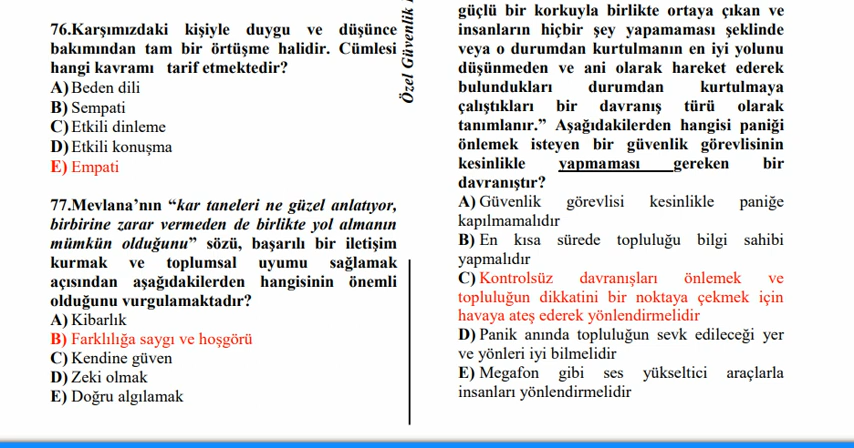 76.Karşımızdaki kişiyle duygu ve düşünce
bakımından tam bir örtüşme halidir. Cümlesi
hangi kavramı tarif etmektedir?
A) Beden dili
B) Sempati
C) Etkili dinleme
D) Etkili konuşma
E) Empati
77.Mevlana’nın “kar taneleri ne güzel anlatıyor,
birbirine zarar vermeden de birlikte yol almanın
mümkün olduğunu” sözü, başarılı bir iletişim
kurmak ve toplumsal uyumu sağlamak
açısından aşağıdakilerden hangisinin önemli
olduğunu vurgulamaktadır?
A) Kibarlık
B) Farklılığa saygı ve hoşgörü
C) Kendine güven
D) Zeki olmak
E) Doğru algılamak
Özel Güvenlik
güçlü bir korkuyla birlikte ortaya çıkan ve
insanların hiçbir şey yapamaması şeklinde
veya o durumdan kurtulmanın en iyi yolunu
düşünmeden ve ani olarak hareket ederek
bulundukları durumdan kurtulmaya
çalıştıkları bir davranış türü olarak
tanımlanır.” Aşağıdakilerden hangisi paniği
önlemek isteyen bir güvenlik görevlisinin
kesinlikle yapmaması gereken bir
davranıştır?
A) Güvenlik görevlisi kesinlikle paniğe
kapılmamalıdır
B) En kısa sürede topluluğu bilgi sahibi
yapmalıdır
C) Kontrolsüz davranışları önlemek ve
topluluğun dikkatini bir noktaya çekmek için
havaya ateş ederek yönlendirmelidir
D) Panik anında topluluğun sevk edileceği yer
ve yönleri iyi bilmelidir
E) Megafon gibi ses yükseltici araçlarla
insanları yönlendirmelidir